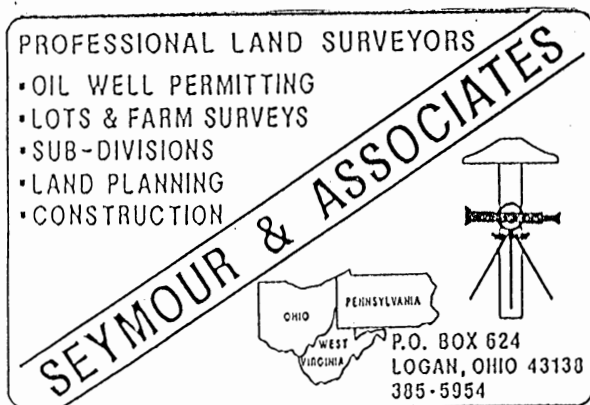 PROFESSIONAL LAND SURVEYORS
▪OIL WELL PERMITTING
▪LOTS & FARM SURVEYS
▪SUB-DIVISIONS
▪LAND PLANNING
▪CONSTRUCTION
SEYMOUR & ASSOCIATES
OHIO
PENNSYLVANIA
WEST
VIRGINIA
P.O. BOX 624
LOGAN, OHIO 43138
385-5954